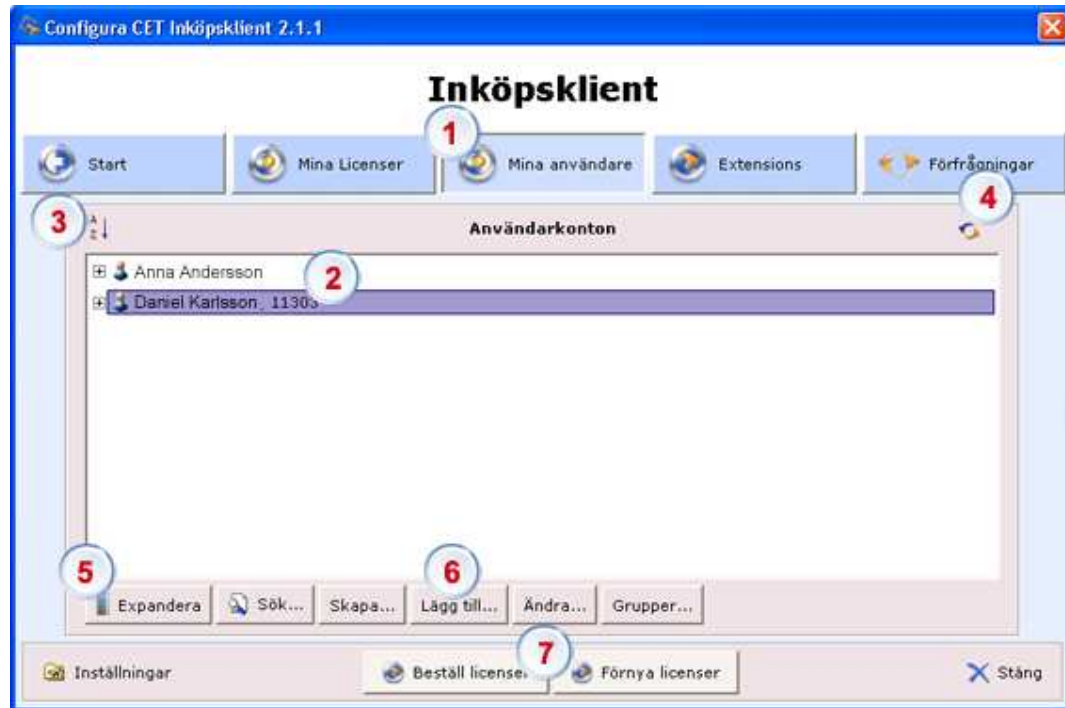 Configura CET Inköpsklient 2.1.1
Inköpsklient
1
Start
Mina Licenser
Mina användare
Extensions
Förfrågningar
3
4
Användarkonton
Anna Andersson
2
Daniel Karlsson, 11303
5
6
Expandera
Sök...
Skapa...
Lägg till...
Ändra...
Grupper...
7
Inställningar
Beställ licenser
Förnya licenser
Stäng